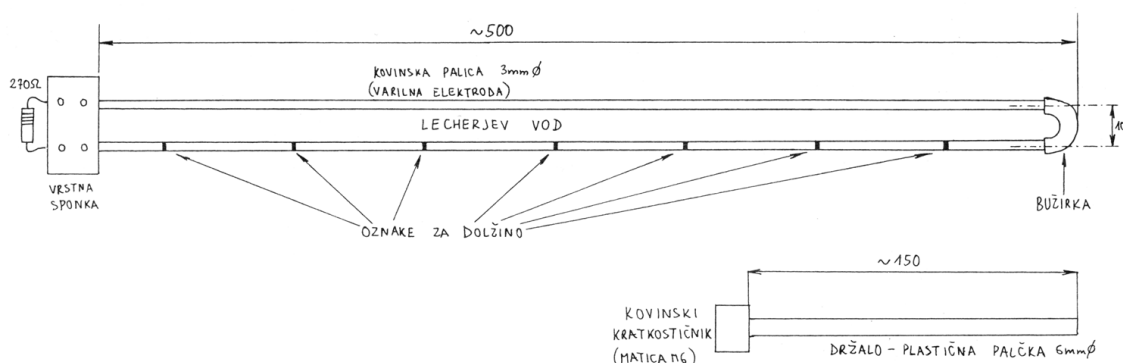 ~500
270Ω
KOVINSKA PALICA 3mm∅
(VARILNA ELEKTRODA)
LECHERJEV VOD
10
VRSTNA
SPONKA
BUŽIRKA
OZNAKE ZA DOLŽINO
~150
KOVINSKI
KRATKOSTIČNIK
(MATICA M6)
DRŽALO - PLASTIČNA PALČKA 6mm∅